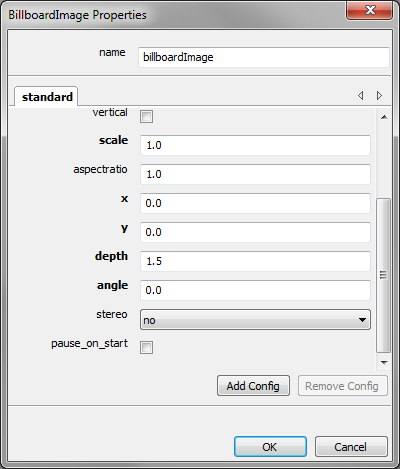 BillboardImage Properties
name billboardImage
standard
vertical
scale 1.0
aspectratio 1.0
x 0.0
y 0.0
depth 1.5
angle 0.0
stereo no
pause_on_start
Add Config Remove Config
OK Cancel